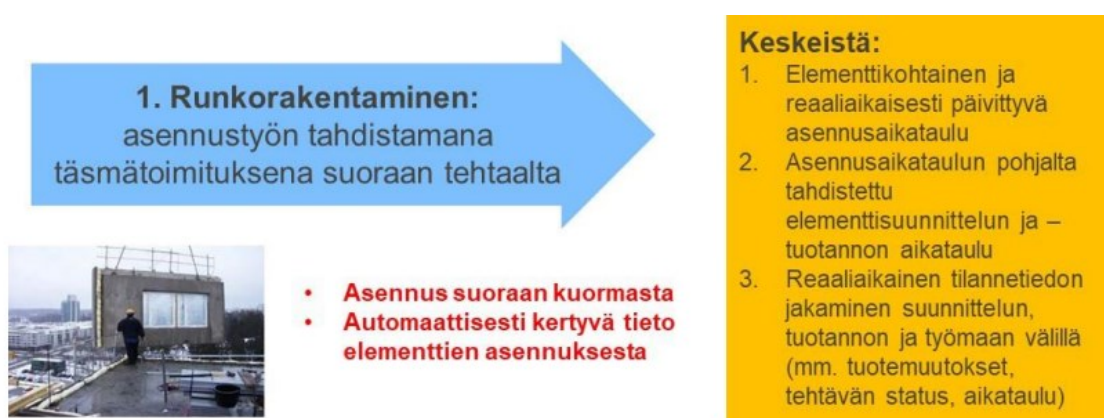 1. Runkorakentaminen:
asennustyön tahdistamana
täsmätoimituksena suoraan tehtaalta
• Asennus suoraan kuormasta
• Automaattisesti kertyvä tieto
elementtien asennuksesta
Keskeistä:
1. Elementtikohtainen ja
reaaliaikaisesti päivittyvä
asennusaikataulu
2. Asennusaikataulun pohjalta
tahdistettu
elementtisuunnittelun ja –
tuotannon aikataulu
3. Reaaliaikainen tilannetiedon
jakaminen suunnittelun,
tuotannon ja työmaan välillä
(mm. tuotemuutokset,
tehtävän status, aikataulu)